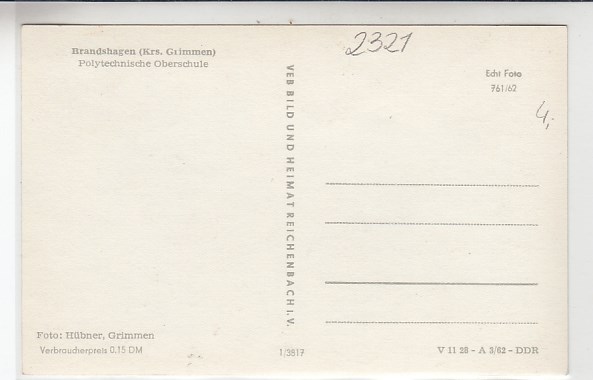 Brandshagen (Krs. Grimmen)
Polytechnische Oberschule
2321
Echt Foto
761/62
4,-
VEB BILD UND HEIMAT REICHENBACH I. V.
Foto: Hübner, Grimmen
Verbraucherpreis 0.15 DM
1/3817
V 11 28 – A 3/62 – DDR